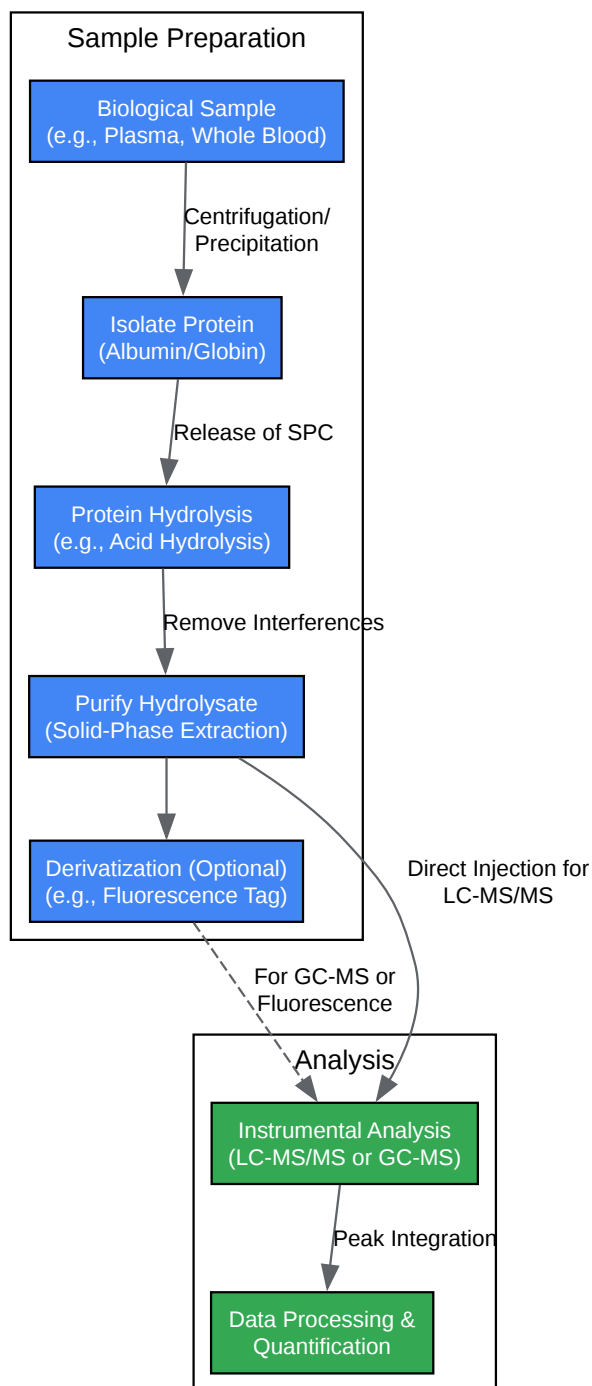 Sample Preparation
Biological Sample
(e.g., Plasma, Whole Blood)
Centrifugation/
Precipitation
Isolate Protein
(Albumin/Globin)
Release of SPC
Protein Hydrolysis
(e.g., Acid Hydrolysis)
Remove Interferences
Purify Hydrolysate
(Solid-Phase Extraction)
Derivatization (Optional)
(e.g., Fluorescence Tag)
Direct Injection for
LC-MS/MS
For GC-MS or
Fluorescence
Analysis
Instrumental Analysis
(LC-MS/MS or GC-MS)
Peak Integration
Data Processing &
Quantification